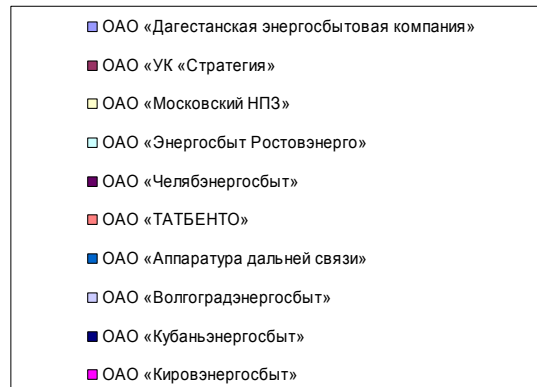 ОАО «Дагестанская энергосбытовая компания»
ОАО «УК «Стратегия»
ОАО «Московский НПЗ»
ОАО «Энергосбыт Ростовэнерго»
ОАО «Челябэнергосбыт»
ОАО «ТАТБЕНТО»
ОАО «Аппаратура дальней связи»
ОАО «Волгоградэнергосбыт»
ОАО «Кубаньэнергосбыт»
ОАО «Кировэнергосбыт»